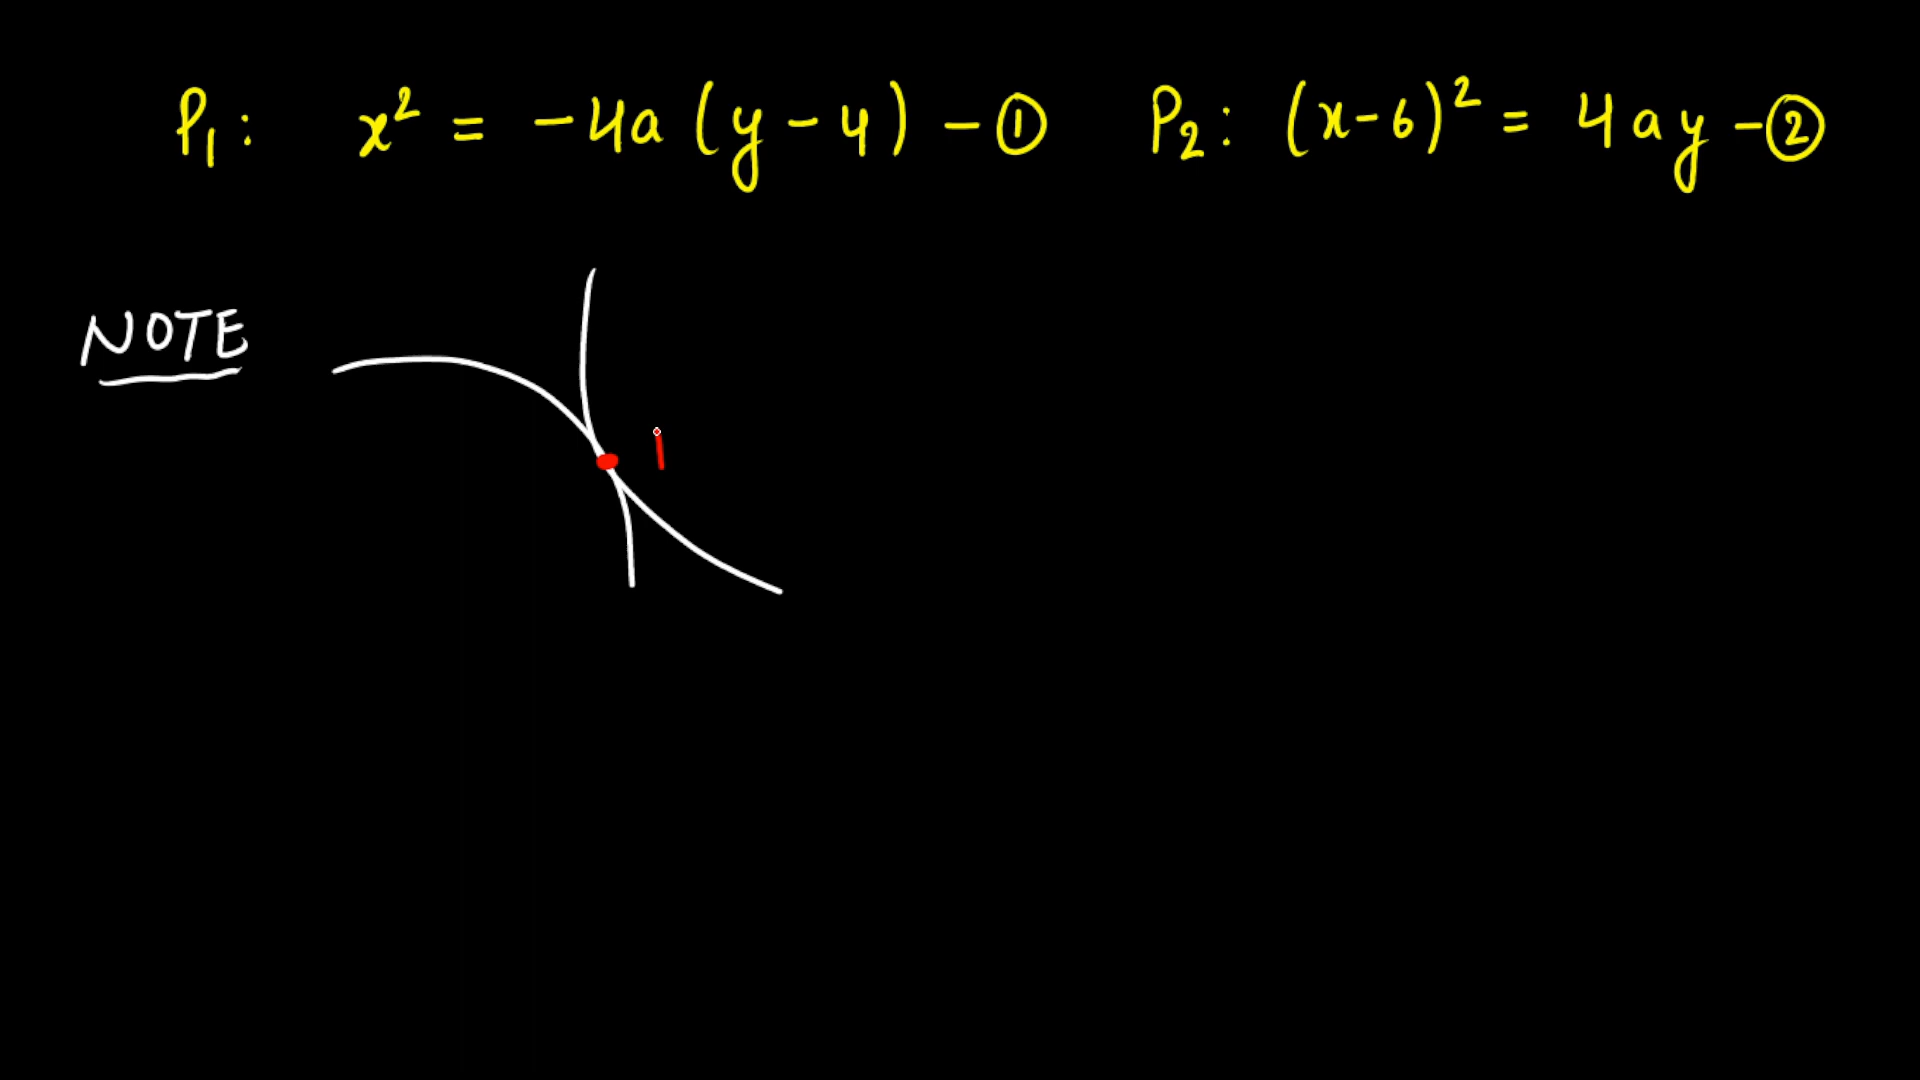 P₁: x² = -4a (y - 4) - ① P₂: (x-6)² = 4ay - ②
NOTE